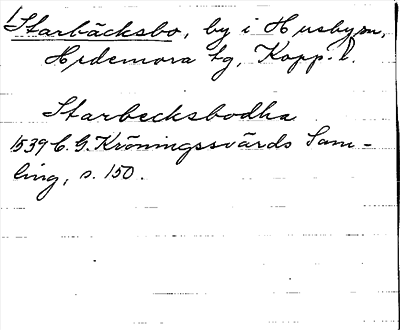 Starbäcksbo, by i Husby sn,
Hedemora tg, Kopp. l.
Starbecksbodha
1539 C. G. Kröningssvärds Sam-
ling, s. 150.